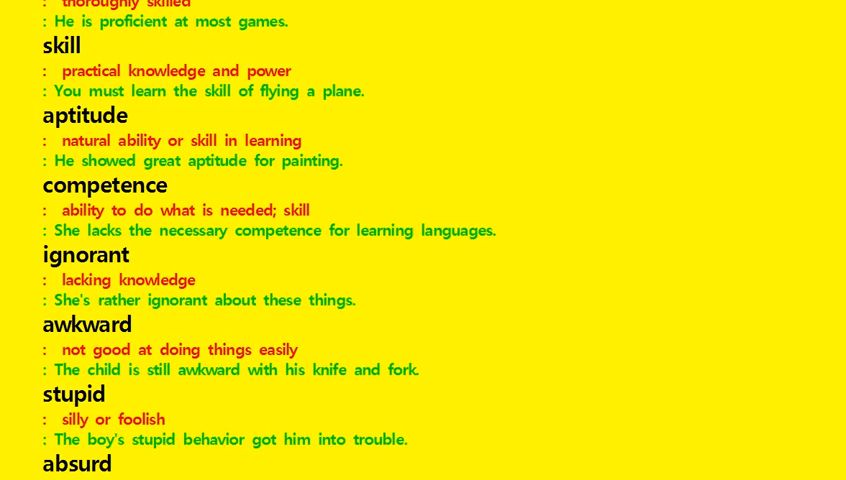 : thoroughly skilled
: He is proficient at most games.
skill
: practical knowledge and power
: You must learn the skill of flying a plane.
aptitude
: natural ability or skill in learning
: He showed great aptitude for painting.
competence
: ability to do what is needed; skill
: She lacks the necessary competence for learning languages.
ignorant
: lacking knowledge
: She's rather ignorant about these things.
awkward
: not good at doing things easily
: The child is still awkward with his knife and fork.
stupid
: silly or foolish
: The boy's stupid behavior got him into trouble.
absurd